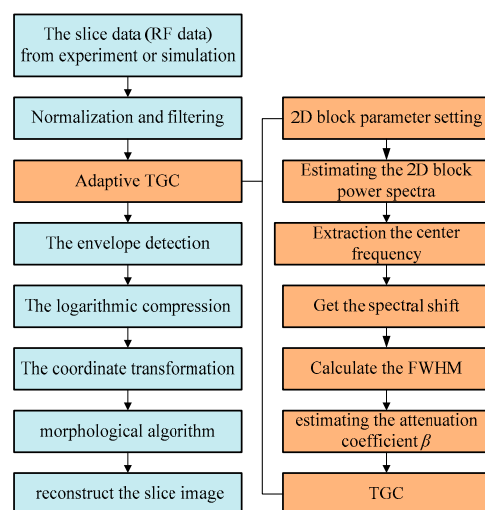 The slice data (RF data)
from experiment or simulation
Normalization and filtering
Adaptive TGC
The envelope detection
The logarithmic compression
The coordinate transformation
morphological algorithm
reconstruct the slice image
2D block parameter setting
Estimating the 2D block
power spectra
Extraction the center
frequency
Get the spectral shift
Calculate the FWHM
estimating the attenuation
coefficient β
TGC